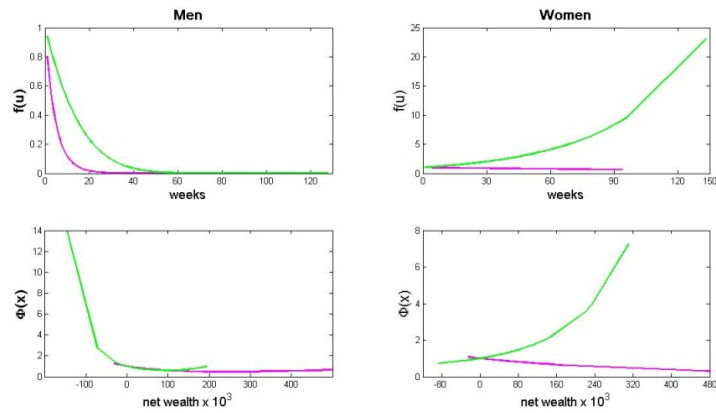 Men
Women
1
0.8
0.6
0.4
0.2
0
f(u)
0 20 40 60 80 100 120
weeks
25
20
15
10
5
0
f(u)
0 30 60 90 120 150
weeks
14
12
10
8
6
4
2
0
Φ(x)
-100 0 100 200 300 400
net wealth x 10³
8
6
4
2
0
Φ(x)
-80 0 80 160 240 320 400 480
net wealth x 10³